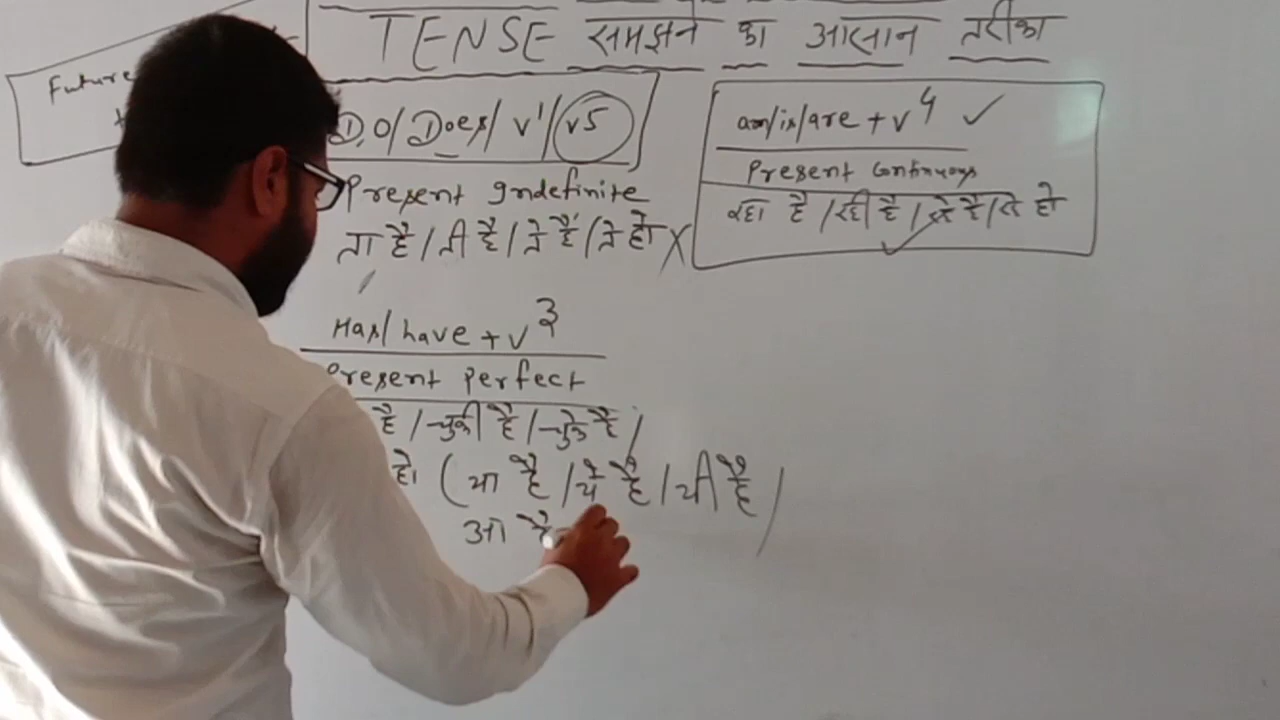 TENSE समझने का आसान तरीका
Future
Do/Does/ V1/ V5
Present Indefinite
ता है/ती है/ते हैं/ते हो X
am/is/are + V4 ✓
Present Continuous
रहा है/रही है/रहे है/रहे हो
Has/have + V3
Present perfect
है/चुकी है/चुके है/
हो (या है/ये है/यी है/
आ है